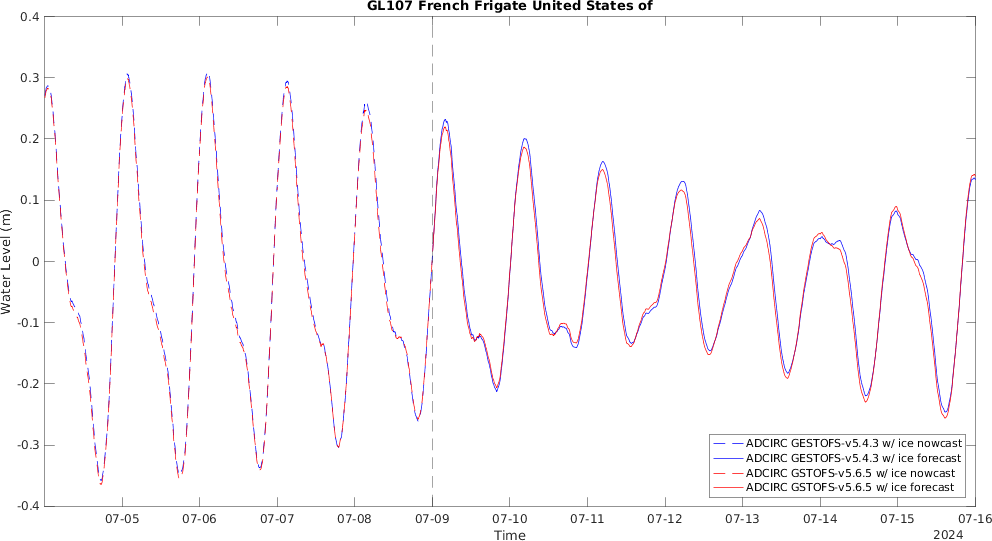 GL107 French Frigate United States of
Water Level (m)
0.4
0.3
0.2
0.1
0
-0.1
-0.2
-0.3
-0.4
ADCIRC GESTOFS-v5.4.3 w/ ice nowcast
ADCIRC GESTOFS-v5.4.3 w/ ice forecast
ADCIRC GSTOFS-v5.6.5 w/ ice nowcast
ADCIRC GSTOFS-v5.6.5 w/ ice forecast
07-05 07-06 07-07 07-08 07-09 07-10 07-11 07-12 07-13 07-14 07-15 07-16
Time
2024